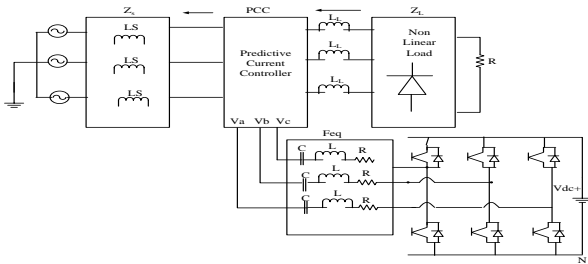 Zs
PCC
ZL
LS
LS
LS
Predictive
Current
Controller
LL
LL
LL
Non
Linear
Load
R
Va Vb Vc
Feq
C
L
R
C
L
R
C
L
R
Vdc+
N